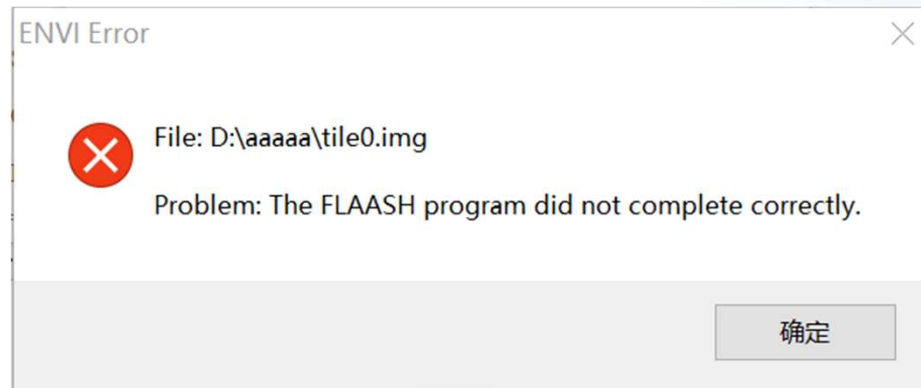 ENVI Error
File: D:\aaaaa\tile0.img
Problem: The FLAASH program did not complete correctly.
确定